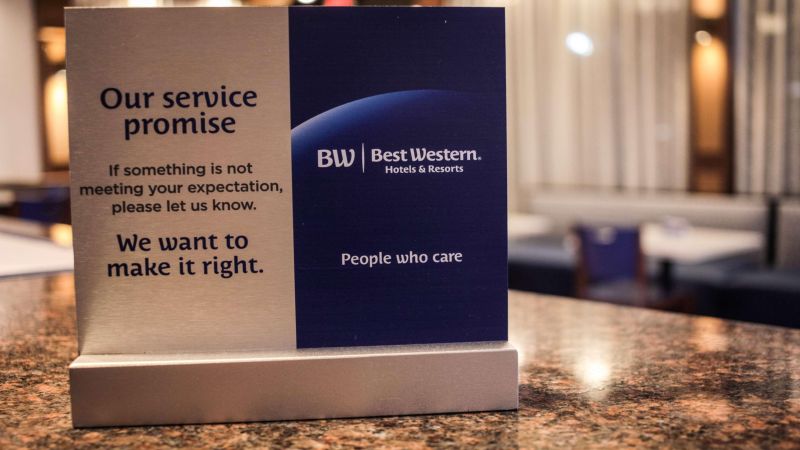 Our service
promise
If something is not
meeting your expectation,
please let us know.
We want to
make it right.
BW | Best Western®
Hotels & Resorts
People who care